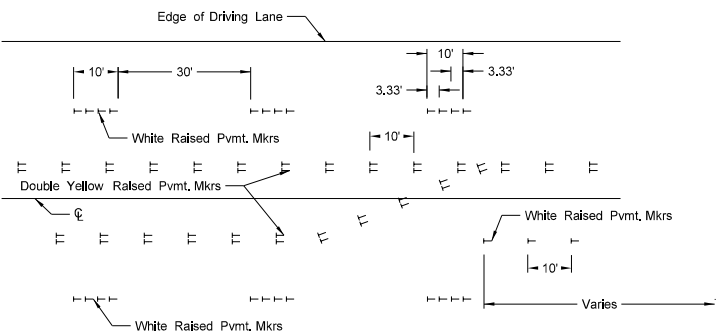 Edge of Driving Lane
10' 30' 10'
3.33'
3.33'
White Raised Pvmt. Mkrs
10'
Double Yellow Raised Pvmt. Mkrs
℄
White Raised Pvmt. Mkrs
10'
Varies
White Raised Pvmt. Mkrs